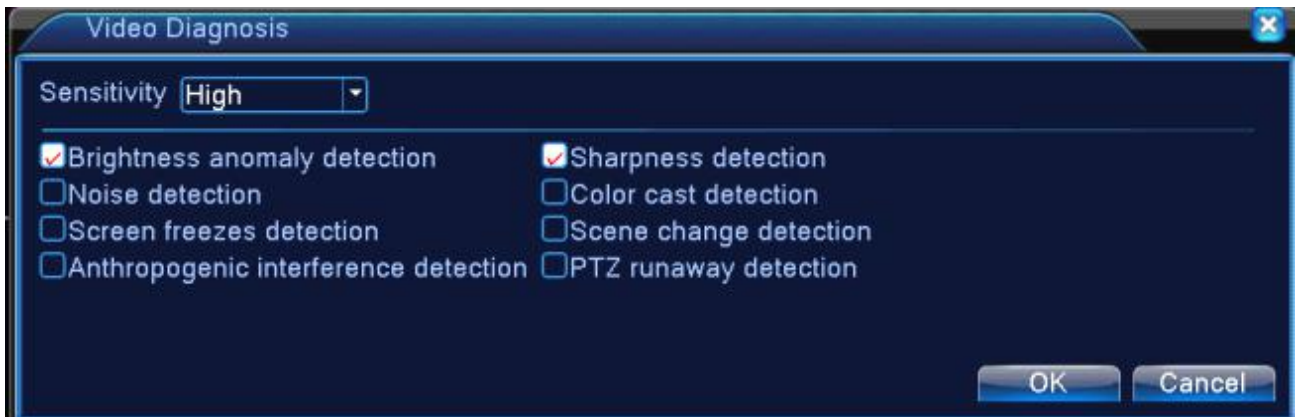 Video Diagnosis
Sensitivity High
Brightness anomaly detection Sharpness detection
Noise detection Color cast detection
Screen freezes detection Scene change detection
Anthropogenic interference detection PTZ runaway detection
OK Cancel